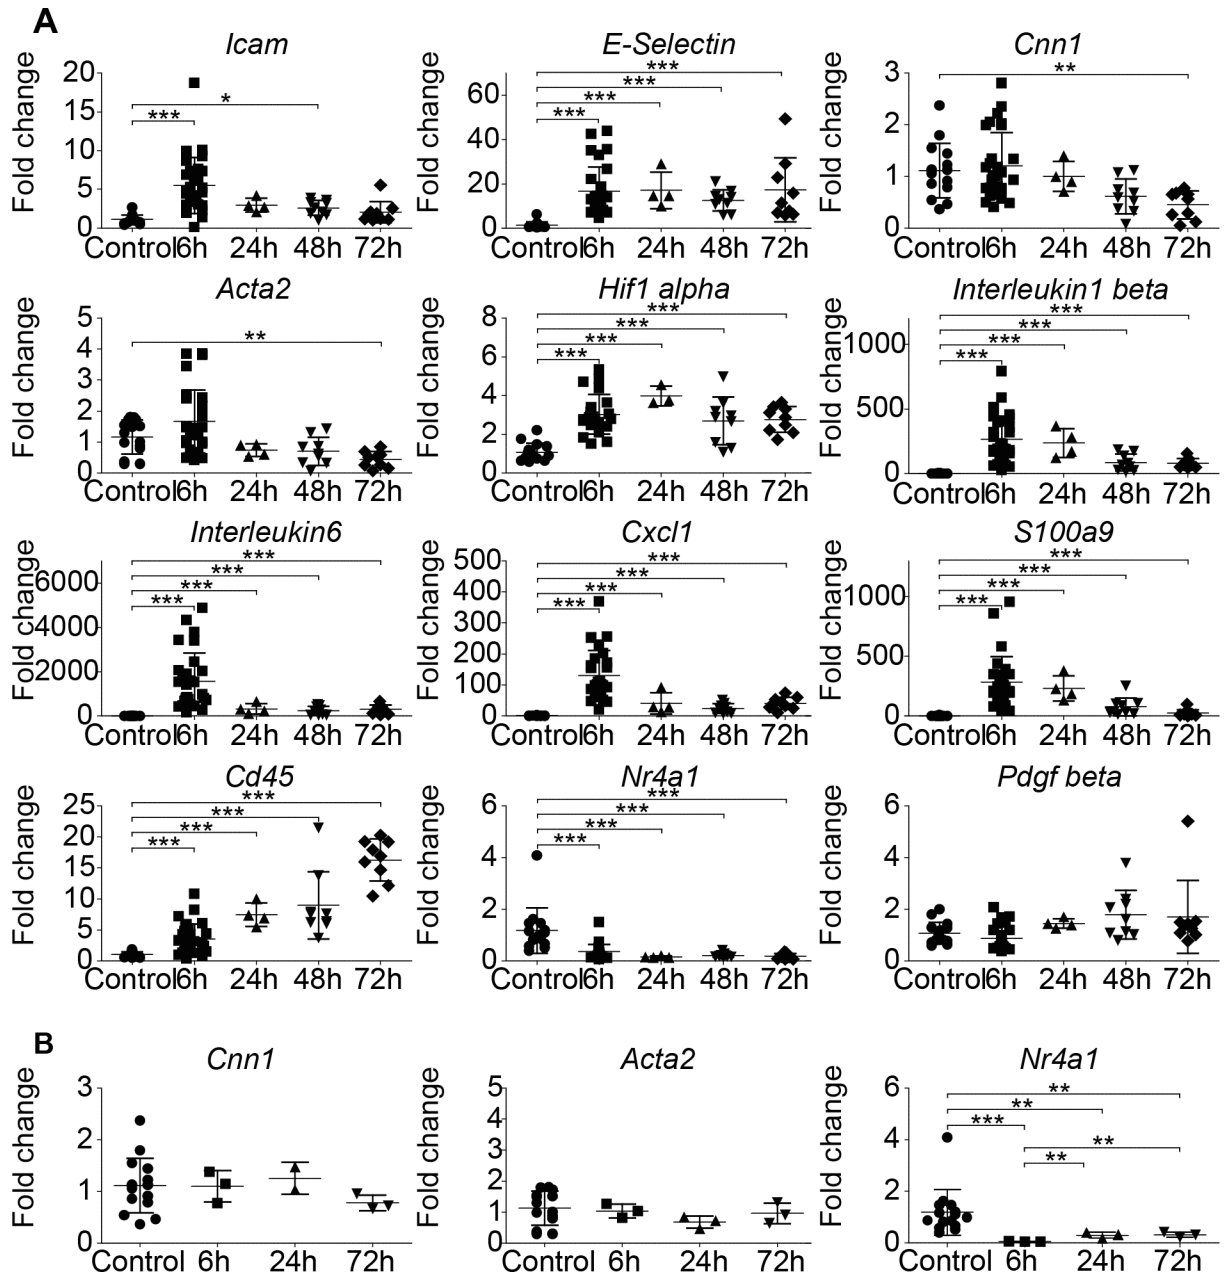 A
Icam
E-Selectin
Cnn1
Fold change
20
15
10
5
0
*
***
Control 6h 24h 48h 72h
Fold change
60
40
20
0
***
***
***
***
Control 6h 24h 48h 72h
Fold change
3
2
1
0
**
Control 6h 24h 48h 72h
Acta2
Hif1 alpha
Interleukin1 beta
Fold change
5
4
3
2
1
0
**
Control 6h 24h 48h 72h
Fold change
8
6
4
2
0
***
***
***
***
Control 6h 24h 48h 72h
Fold change
1000
500
0
***
***
***
***
Control 6h 24h 48h 72h
Interleukin6
Cxcl1
S100a9
Fold change
6000
4000
2000
0
***
***
***
***
Control 6h 24h 48h 72h
Fold change
500
400
300
200
100
0
***
***
***
***
Control 6h 24h 48h 72h
Fold change
1000
500
0
***
***
***
***
Control 6h 24h 48h 72h
Cd45
Nr4a1
Pdgf beta
Fold change
25
20
15
10
5
0
***
***
***
***
Control 6h 24h 48h 72h
Fold change
6
4
2
0
***
***
***
***
Control 6h 24h 48h 72h
Fold change
6
4
2
0
Control 6h 24h 48h 72h
B
Cnn1
Acta2
Nr4a1
Fold change
3
2
1
0
Control 6h 24h 72h
Fold change
5
4
3
2
1
0
Control 6h 24h 72h
Fold change
6
4
2
0
**
**
***
**
**
Control 6h 24h 72h